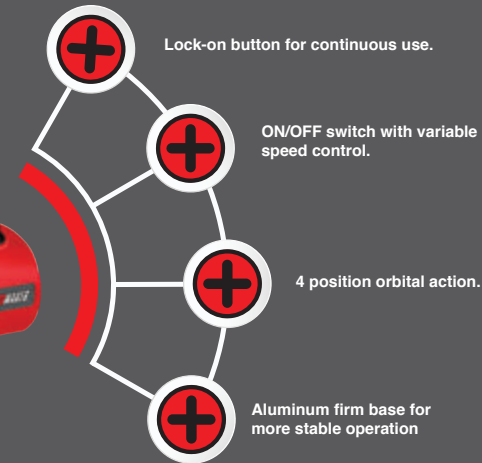 Lock-on button for continuous use.
ON/OFF switch with variable
speed control.
4 position orbital action.
Aluminum firm base for
more stable operation